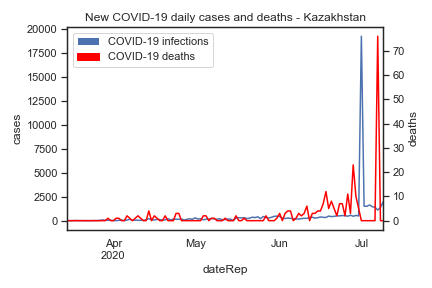 New COVID-19 daily cases and deaths - Kazakhstan
COVID-19 infections
COVID-19 deaths
20000
17500
15000
12500
10000
7500
5000
2500
0
cases
70
60
50
40
30
20
10
0
deaths
Apr
2020
May
Jun
Jul
dateRep